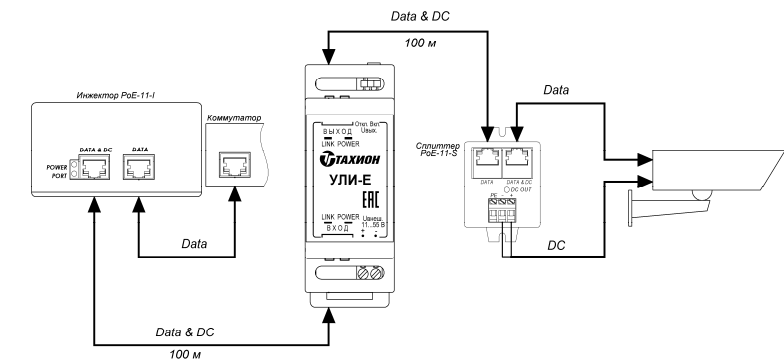 Data & DC
100 м
Инжектор PoE-11-I
Коммутатор
DATA & DC
DATA
POWER
PORT
Data
Data & DC
100 м
Откл. Вкл.
Uвых.
ВЫХОД
LINK POWER
ТАХИОН
УЛИ-Е
ЕАС
LINK POWER
ВХОД
Uвнеш.
11...55 В
+ -
Сплиттер
PoE-11-S
DATA
DATA & DC
DC OUT
PE - +
Data
DC